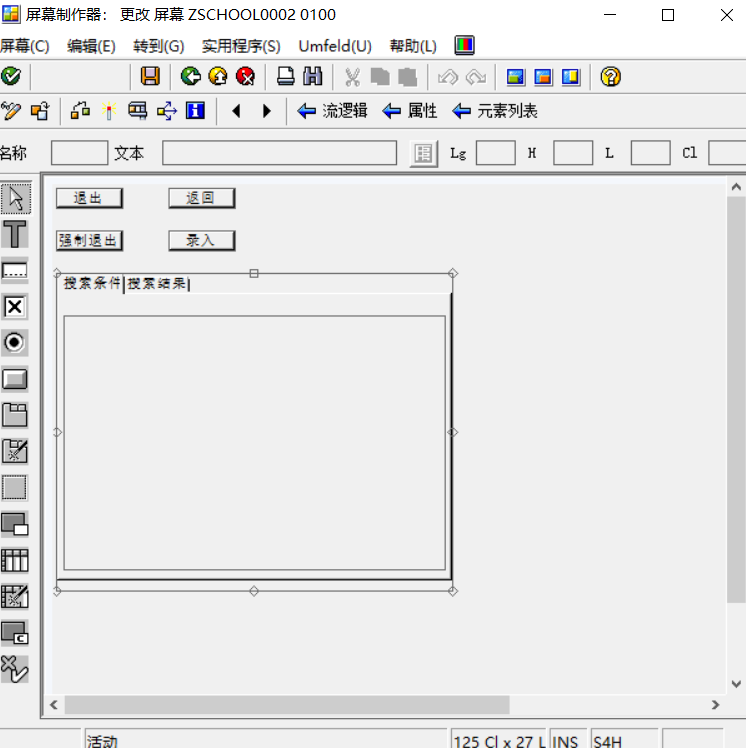 屏幕制作器： 更改 屏幕 ZSCHOOL0002 0100
屏幕(C) 编辑(E) 转到(G) 实用程序(S) Umfeld(U) 帮助(L)
流逻辑 属性 元素列表
名称 文本 Lg H L Cl
退出 返回
强制退出 录入
搜索条件 搜索结果
活动 125 Cl x 27 L INS S4H